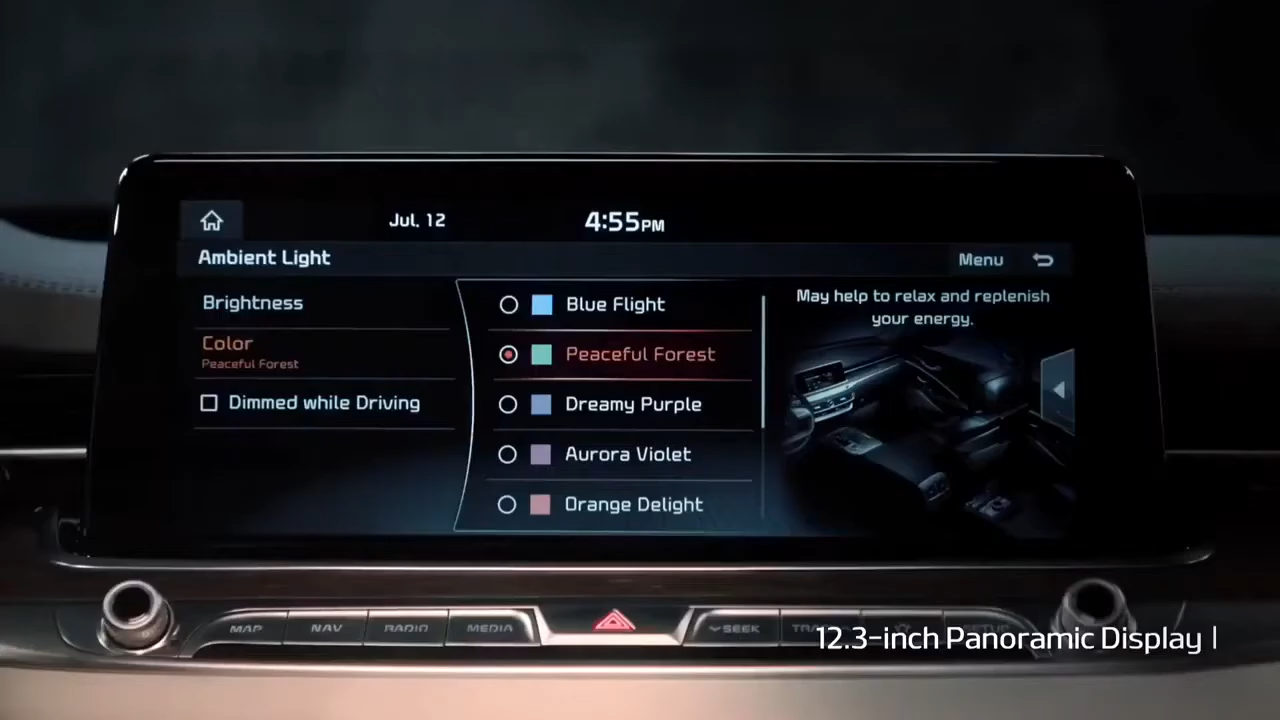 Jul. 12
4:55PM
Ambient Light
Menu
Brightness
Color
Peaceful Forest
Dimmed while Driving
Blue Flight
Peaceful Forest
Dreamy Purple
Aurora Violet
Orange Delight
May help to relax and replenish
your energy.
MAP
NAV
RADIO
MEDIA
SEEK
12.3-inch Panoramic Display |